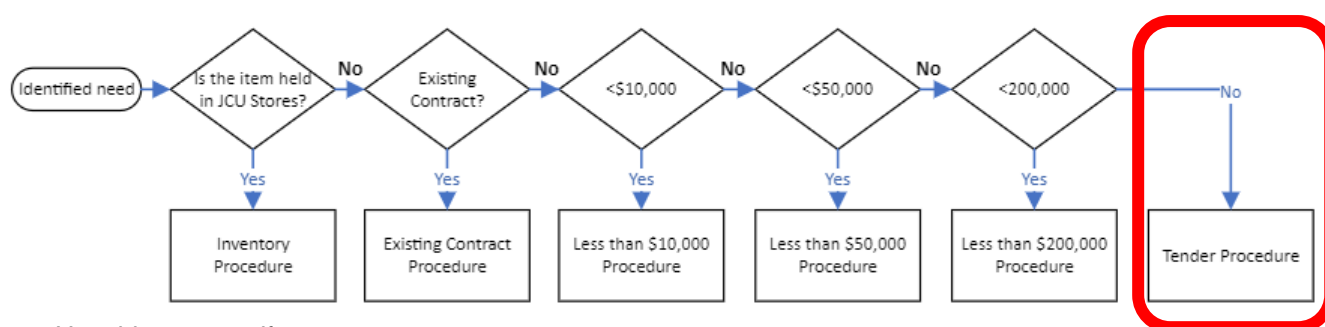 Identified need
Is the item held
in JCU Stores?
No
Existing
Contract?
No
<$10,000
No
<$50,000
No
<200,000
No
Yes
Yes
Yes
Yes
Yes
Inventory
Procedure
Existing Contract
Procedure
Less than $10,000
Procedure
Less than $50,000
Procedure
Less than $200,000
Procedure
Tender Procedure